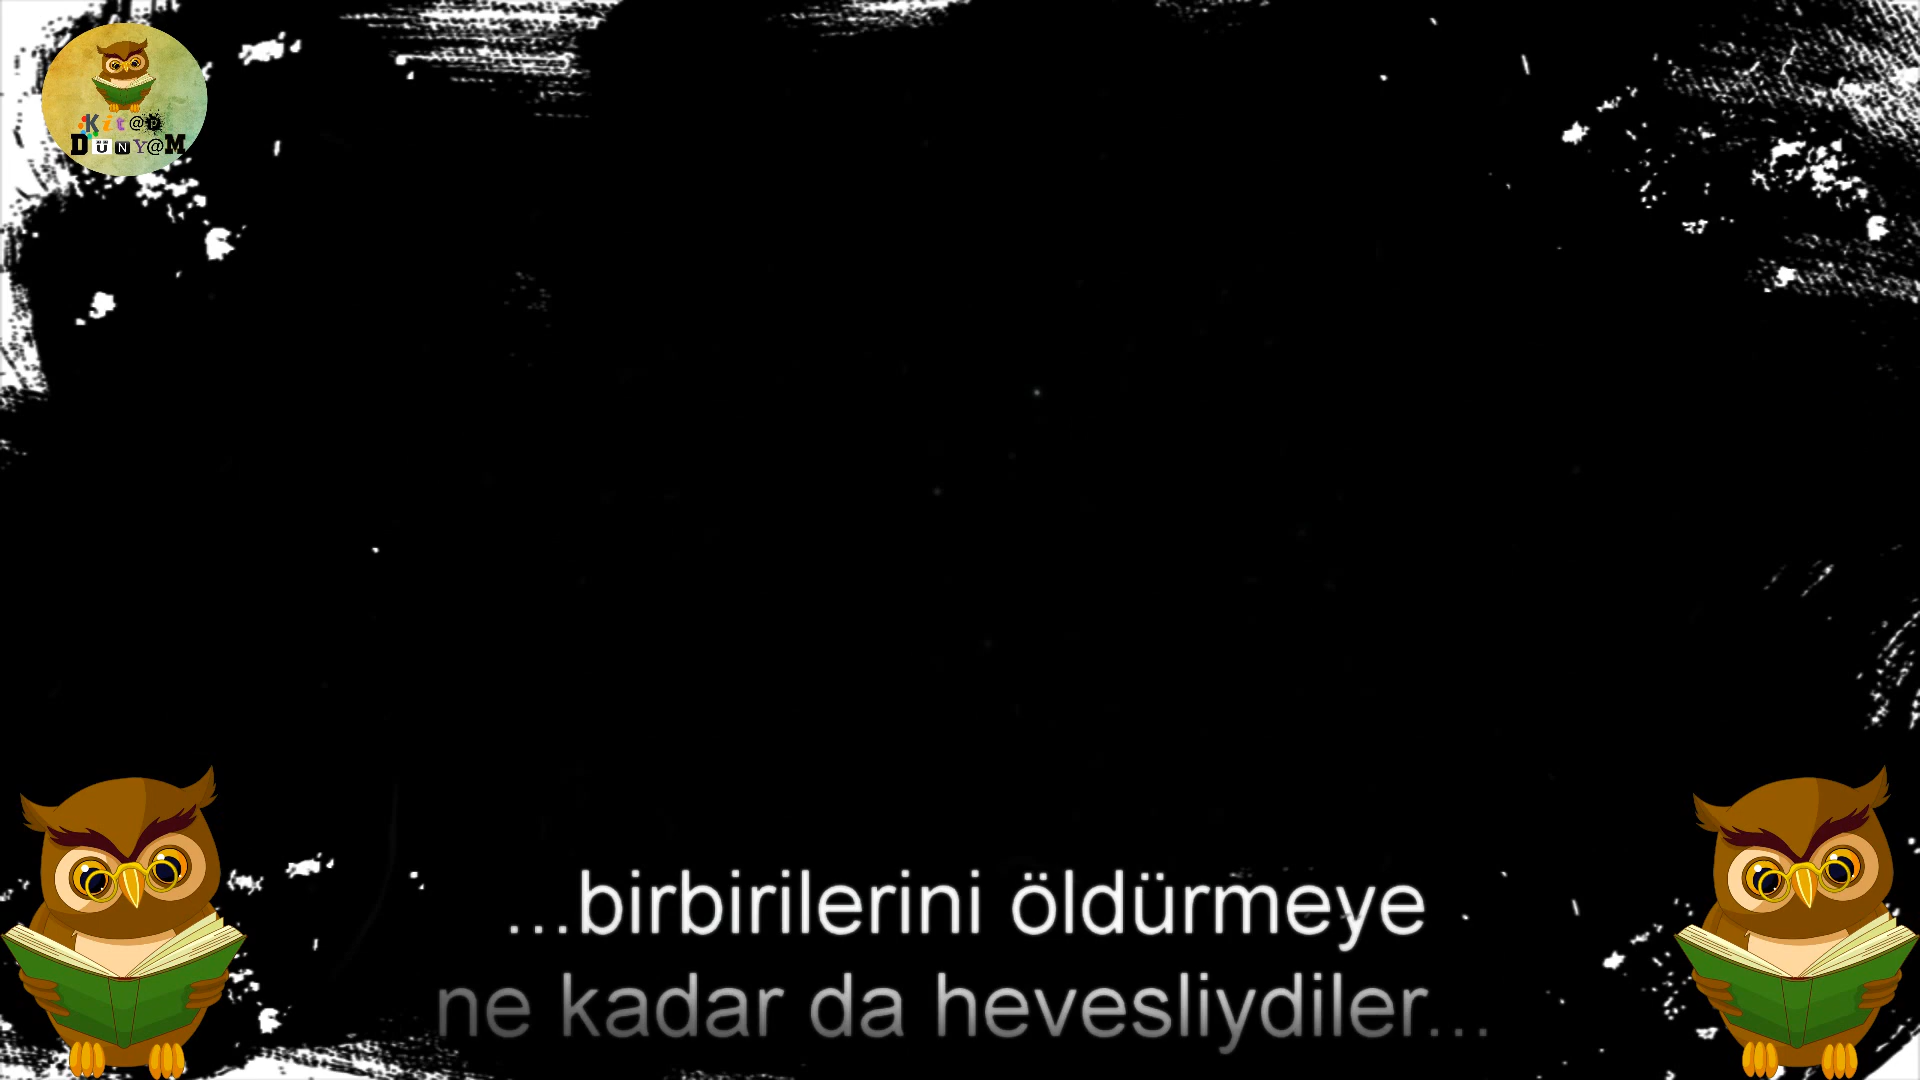 Kit@p
DÜNY@M
...birbirilerini öldürmeye
ne kadar da hevesliydiler...